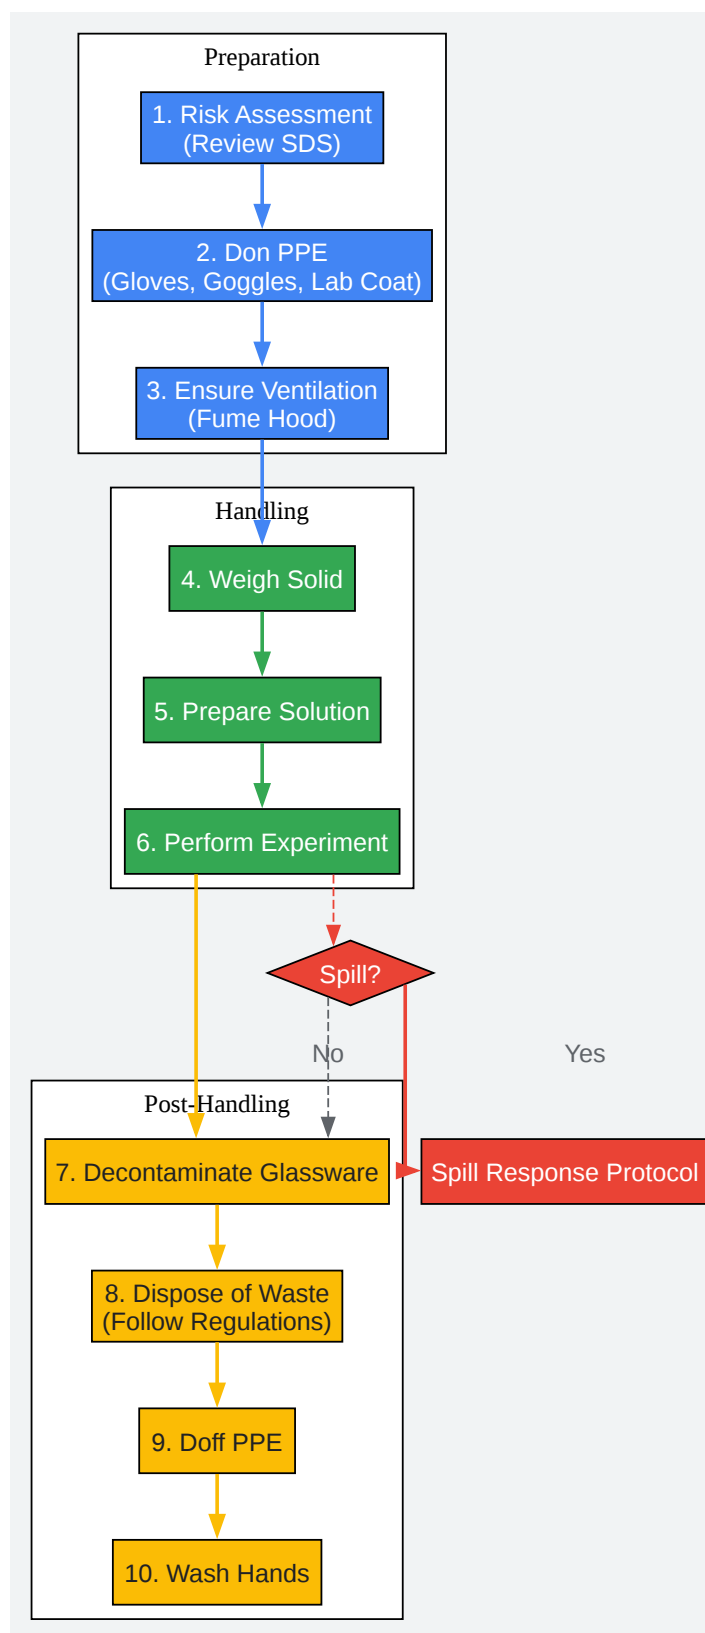 Preparation
1. Risk Assessment
(Review SDS)
2. Don PPE
(Gloves, Goggles, Lab Coat)
3. Ensure Ventilation
(Fume Hood)
Handling
4. Weigh Solid
5. Prepare Solution
6. Perform Experiment
Spill?
No
Yes
Post-Handling
7. Decontaminate Glassware
Spill Response Protocol
8. Dispose of Waste
(Follow Regulations)
9. Doff PPE
10. Wash Hands